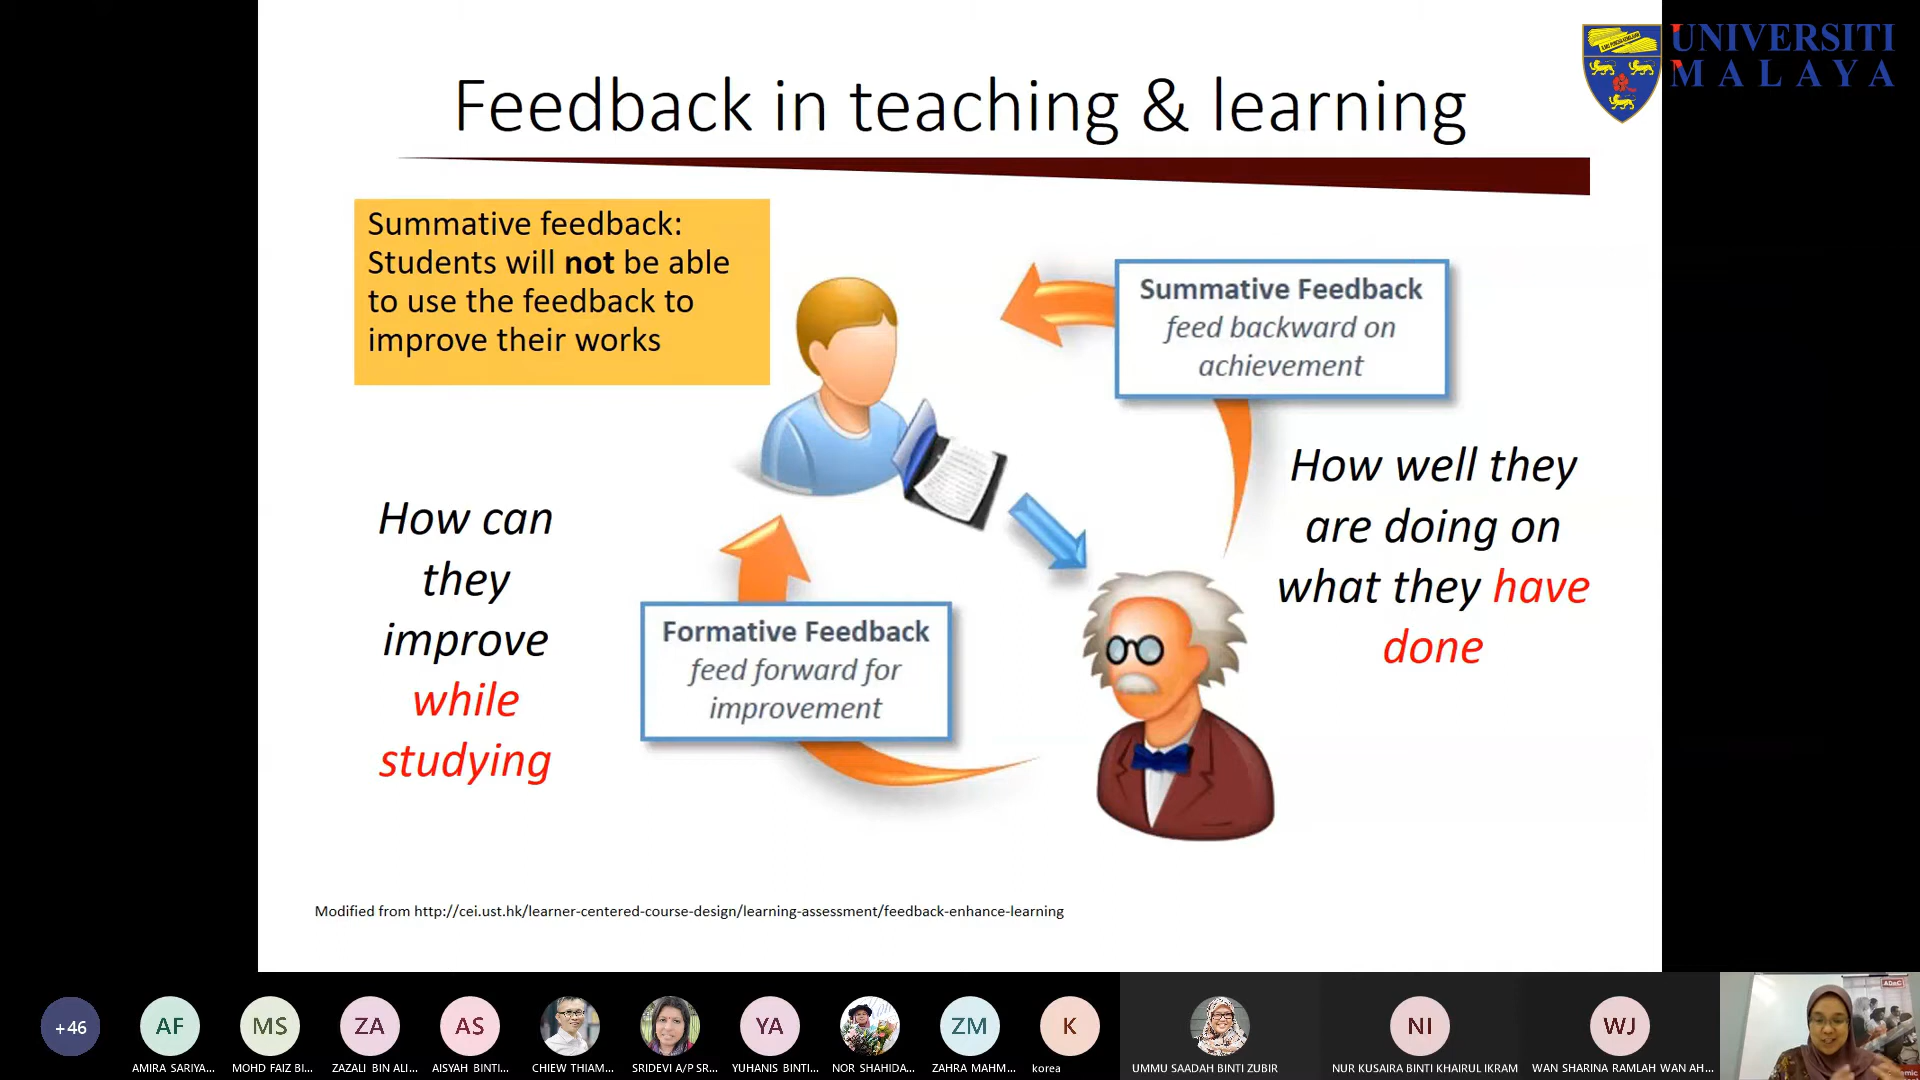 UNIVERSITI
MALAYA
Feedback in teaching & learning
Summative feedback:
Students will not be able
to use the feedback to
improve their works
Summative Feedback
feed backward on
achievement
How well they
are doing on
what they have
done
How can
they
improve
while
studying
Formative Feedback
feed forward for
improvement
Modified from http://cei.ust.hk/learner-centered-course-design/learning-assessment/feedback-enhance-learning
+46
AF
MS
ZA
AS
YA
ZM
K
NI
WJ
AMIRA SARIYA...
MOHD FAIZ BI...
ZAZALI BIN ALI...
AISYAH BINTI...
CHIEW THIAM...
SRIDEVI A/P SR...
YUHANIS BINTI...
NOR SHAHIDA...
ZAHRA MAHM...
korea
UMMU SAADAH BINTI ZUBIR
NUR KUSAIRA BINTI KHAIRUL IKRAM
WAN SHARINA RAMLAH WAN AH...